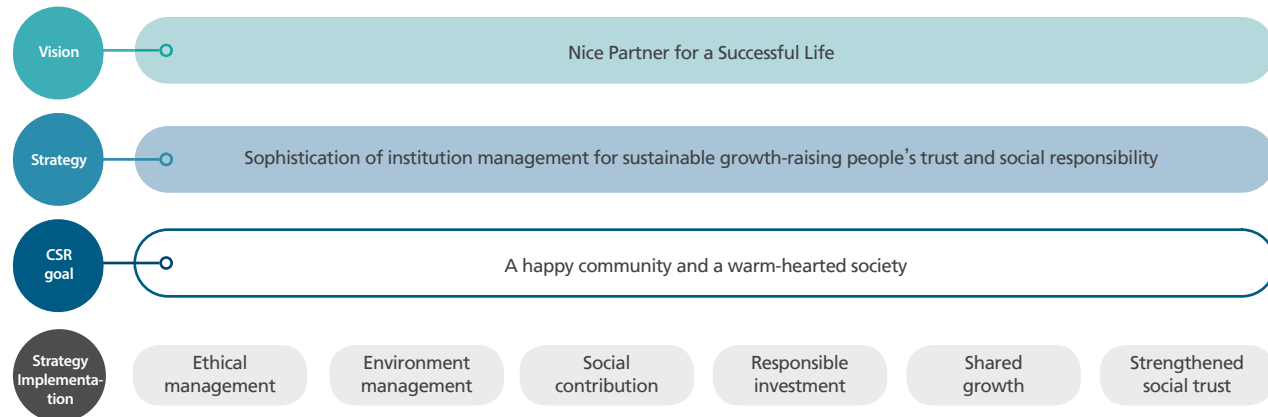 Vision
Nice Partner for a Successful Life
Strategy
Sophistication of institution management for sustainable growth-raising people’s trust and social responsibility
CSR
goal
A happy community and a warm-hearted society
Strategy
Implementa-
tion
Ethical
management
Environment
management
Social
contribution
Responsible
investment
Shared
growth
Strengthened
social trust